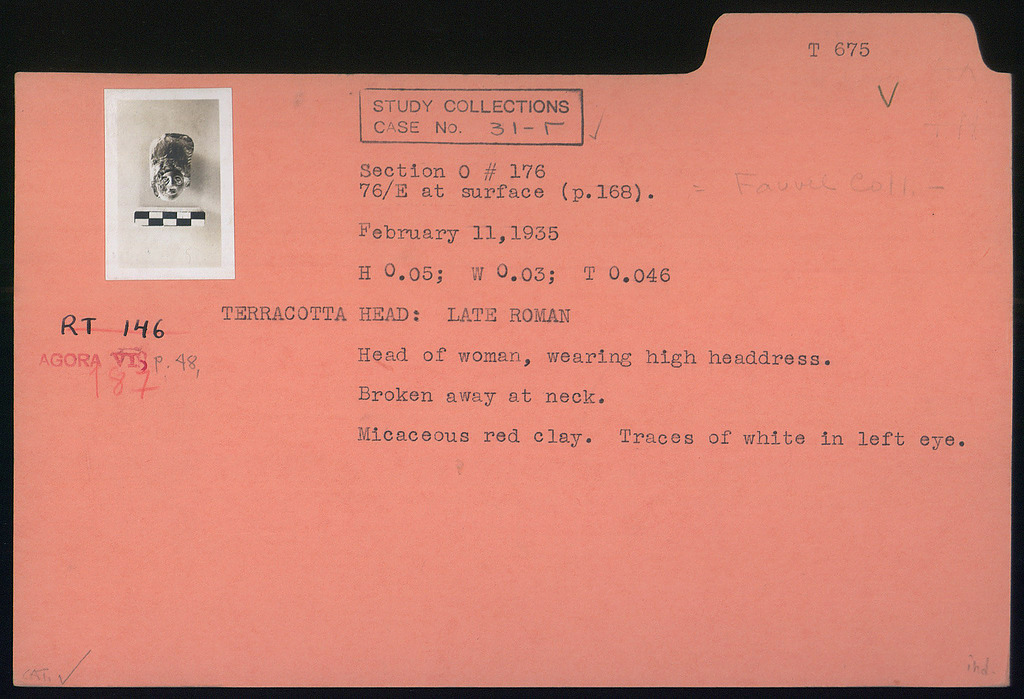 T 675
V
STUDY COLLECTIONS
CASE No. 31-Γ
Section O # 176
76/E at surface (p.168). = Fauvel Coll. -
February 11,1935
H 0.05; W 0.03; T 0.046
RT 146
TERRACOTTA HEAD: LATE ROMAN
AGORA VI, p. 48,
187
Head of woman, wearing high headdress.
Broken away at neck.
Micaceous red clay. Traces of white in left eye.
CAT. ✓
ind.